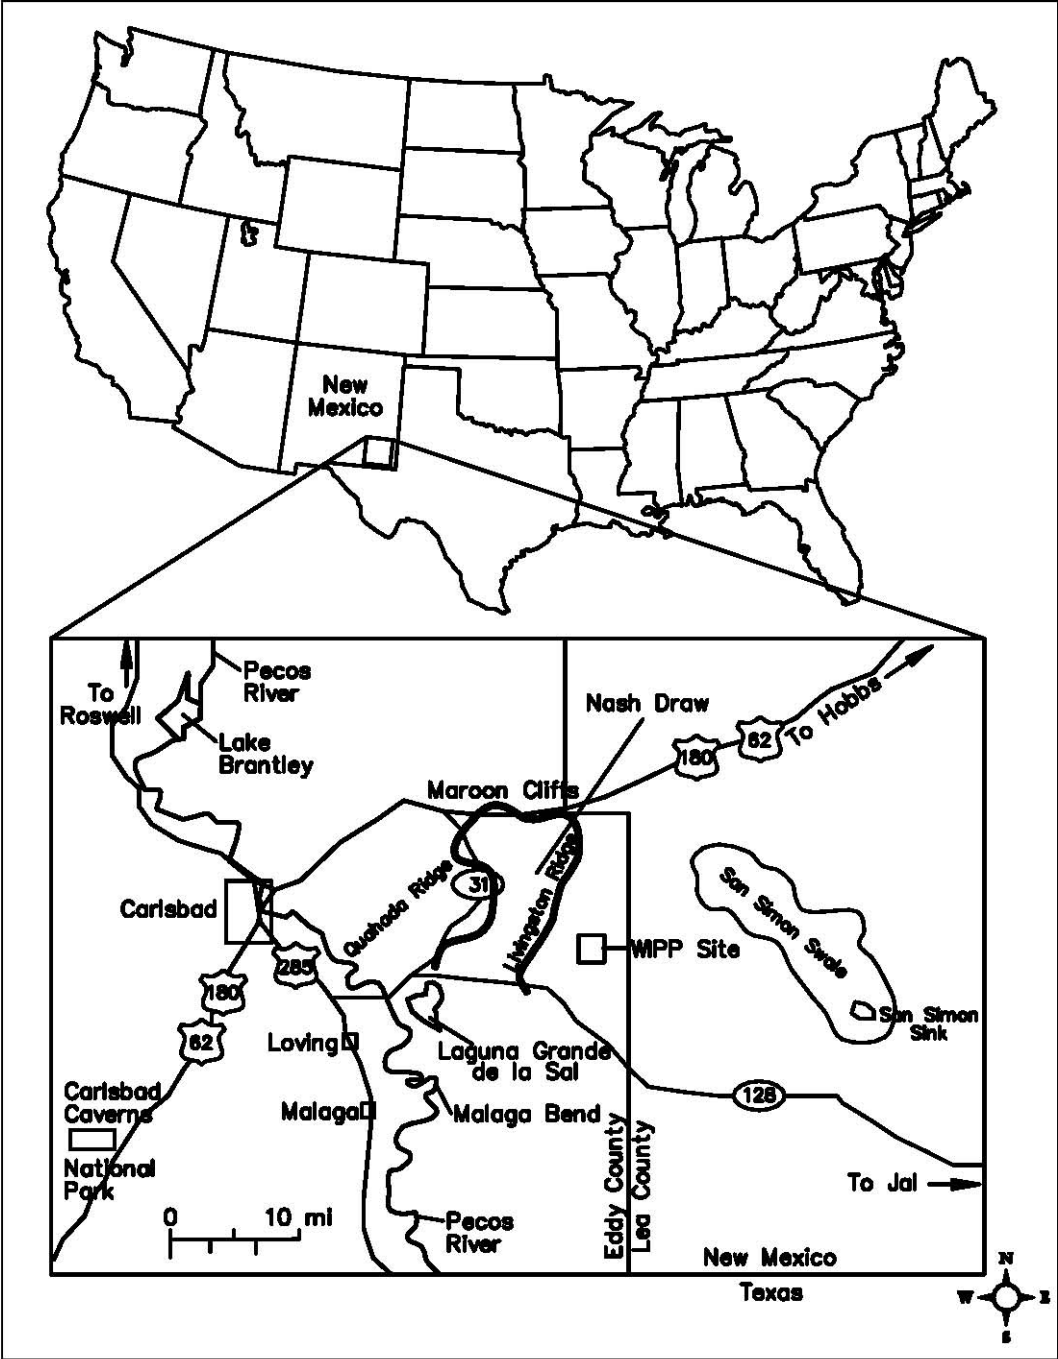 New
Mexico
Pecos
River
To
Roswell
Nash Draw
Lake
Brantley
180
62
To Hobbs
Maroon Cliffs
Quahada Ridge
31
Livingston Ridge
San Simon Swale
Carlsbad
WIPP Site
285
180
62
San Simon
Sink
Loving
Laguna Grande
de la Sal
Carlsbad
Caverns
National
Park
Malaga
Malaga Bend
128
Eddy County
Lea County
To Jal
0 10 mi
Pecos
River
New Mexico
Texas
N
W E
S